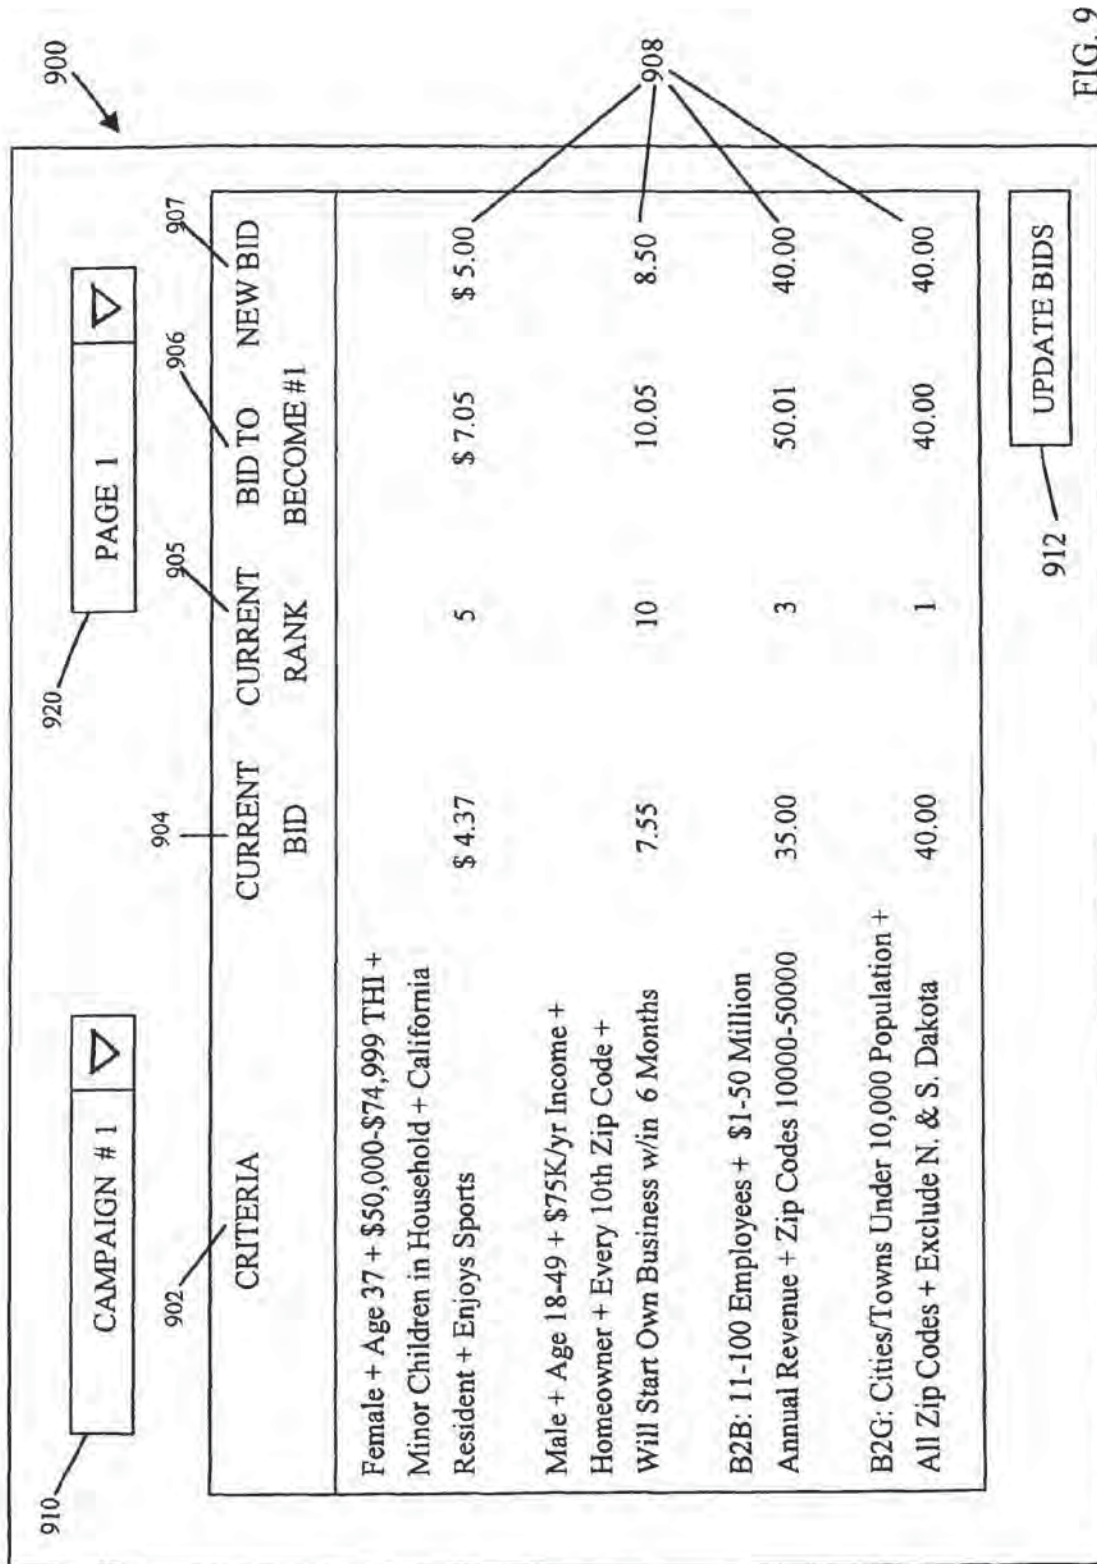 900
910
CAMPAIGN # 1
920
PAGE 1
902
904
905
906
907
CRITERIA
CURRENT BID
CURRENT RANK
BID TO BECOME #1
NEW BID
Female + Age 37 + $50,000-$74,999 THI +
Minor Children in Household + California
Resident + Enjoys Sports $ 4.37 5 $ 7.05 $ 5.00
Male + Age 18-49 + $75K/yr Income +
Homeowner + Every 10th Zip Code +
Will Start Own Business w/in 6 Months 7.55 10 10.05 8.50
908
B2B: 11-100 Employees + $1-50 Million
Annual Revenue + Zip Codes 10000-50000 35.00 3 50.01 40.00
B2G: Cities/Towns Under 10,000 Population +
All Zip Codes + Exclude N. & S. Dakota 40.00 1 40.00 40.00
912
UPDATE BIDS
FIG. 9